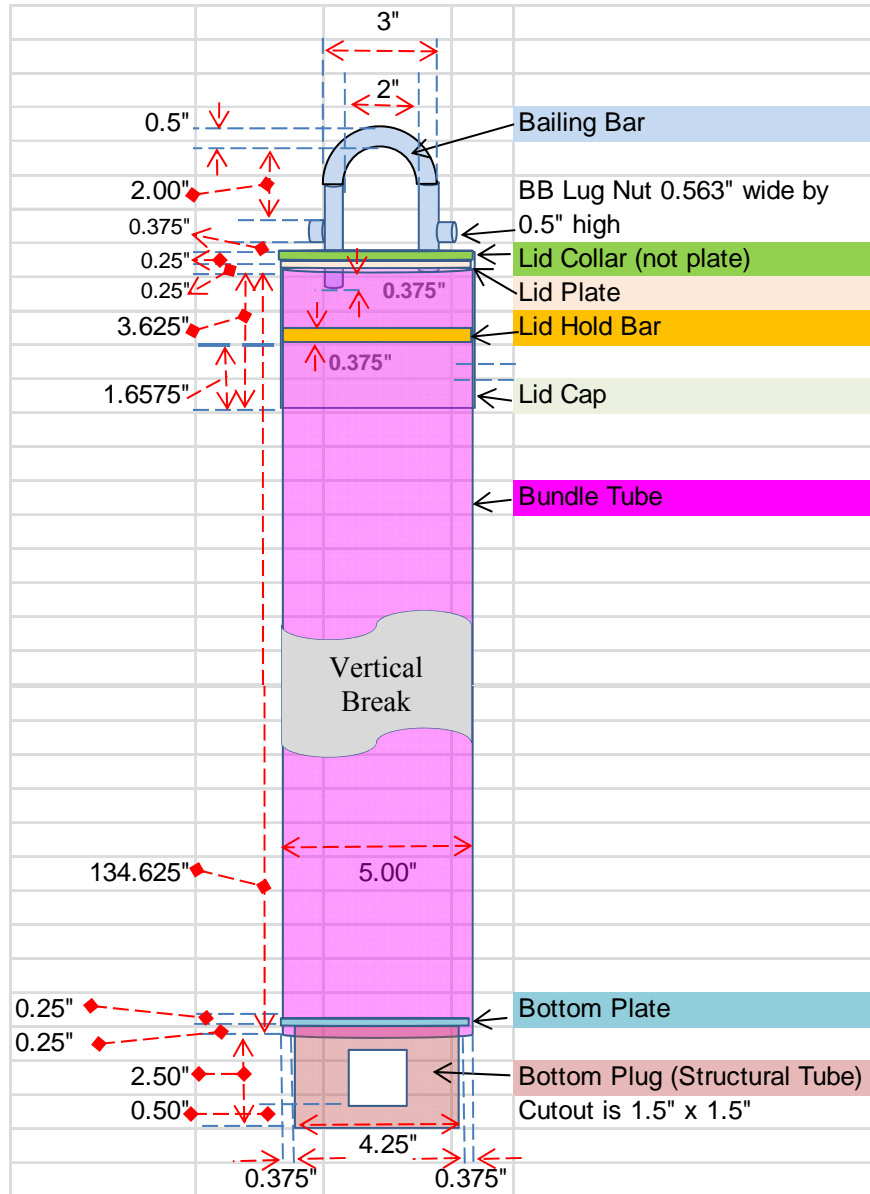 3"
2"
0.5"
Bailing Bar
2.00"
BB Lug Nut 0.563" wide by
0.5" high
0.375"
Lid Collar (not plate)
0.25"
0.25"
0.375"
Lid Plate
3.625"
Lid Hold Bar
0.375"
1.6575"
Lid Cap
Bundle Tube
Vertical
Break
134.625"
5.00"
0.25"
Bottom Plate
0.25"
2.50"
Bottom Plug (Structural Tube)
0.50"
Cutout is 1.5" x 1.5"
4.25"
0.375"
0.375"